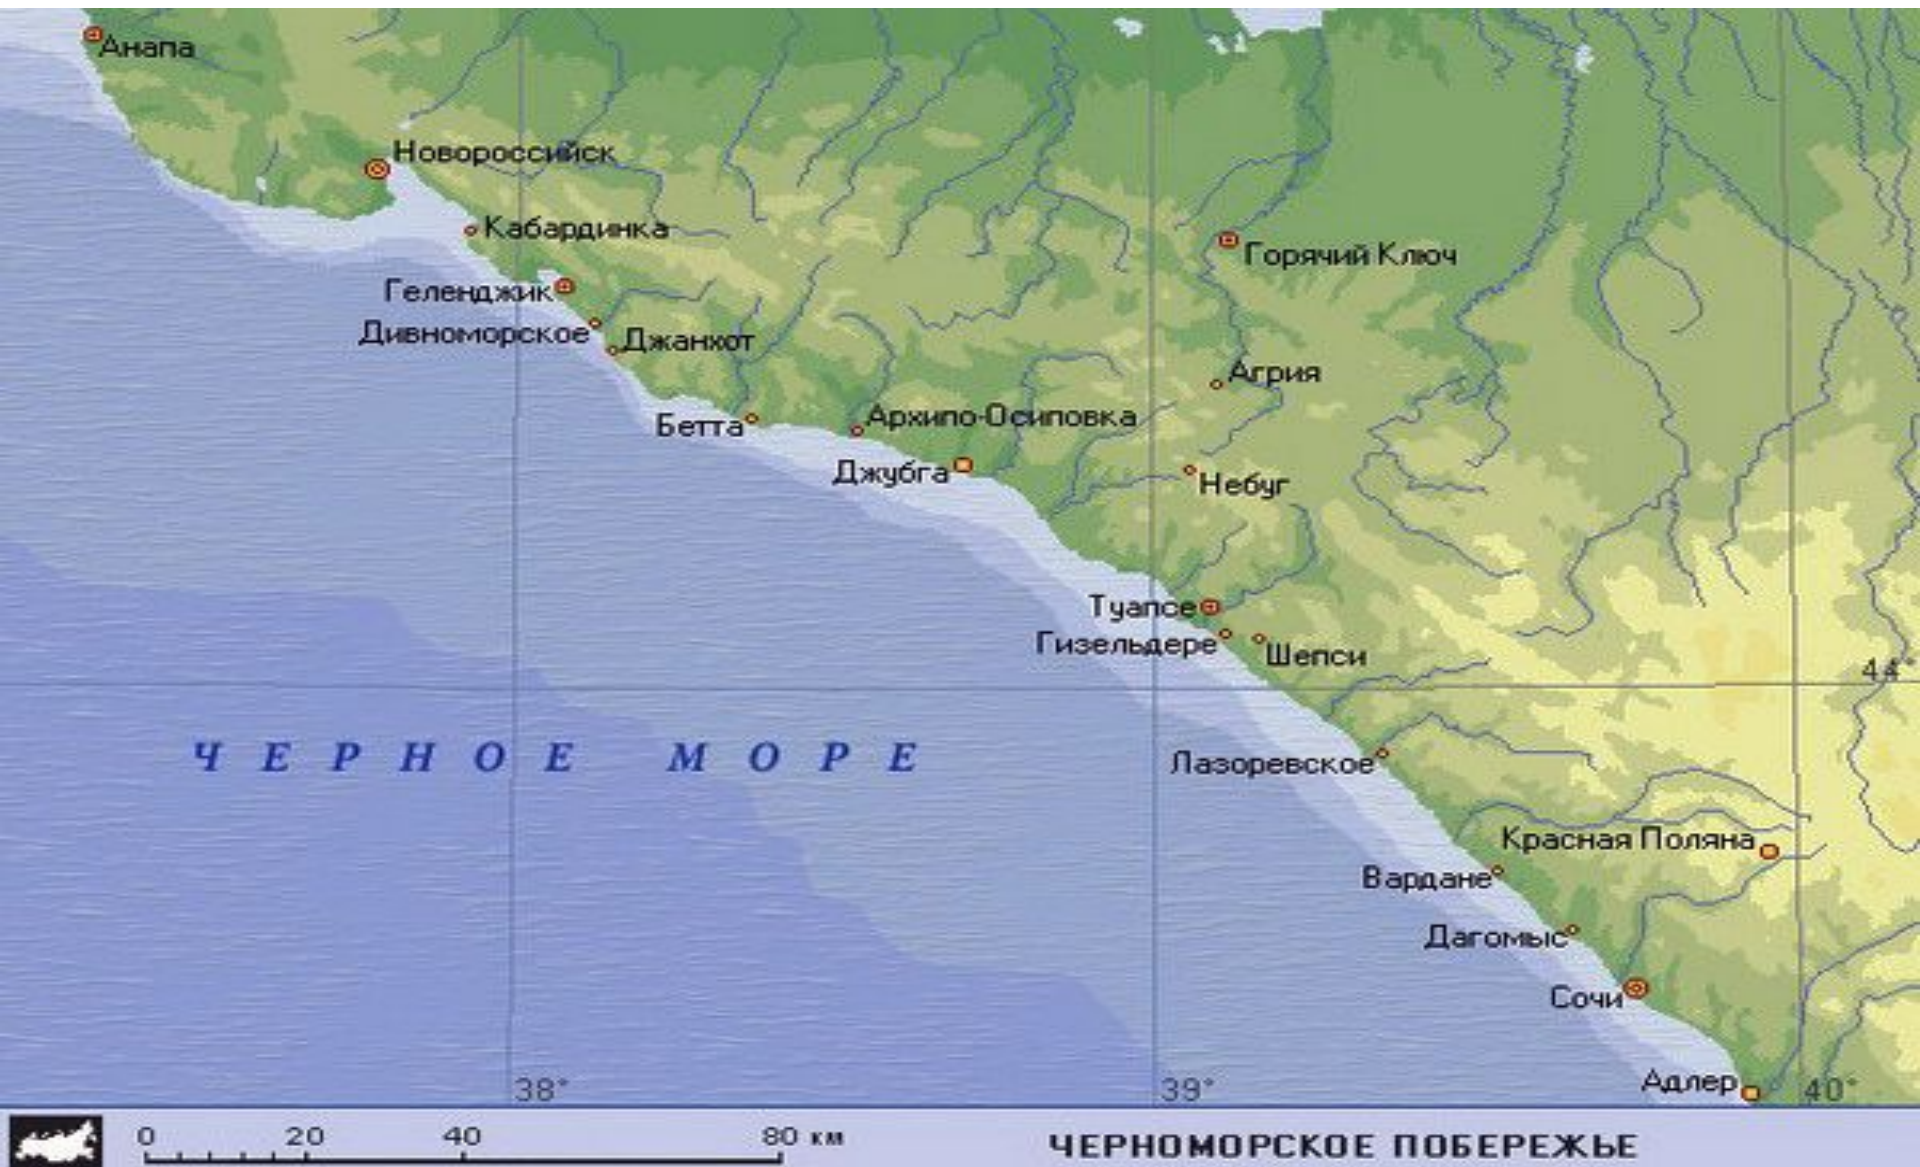 Анапа
Новороссийск
Кабардинка
Горячий Ключ
Геленджик
Дивноморское
Джанхот
Агрия
Бетта
Архипо-Осиповка
Джубга
Небуг
Туапсе
Гизельдере
Шепси
44°
ЧЕРНОЕ МОРЕ
Лазоревское
Красная Поляна
Вардане
Дагомыс
Сочи
Адлер
38°
39°
40°
0 20 40 80 км
ЧЕРНОМОРСКОЕ ПОБЕРЕЖЬЕ